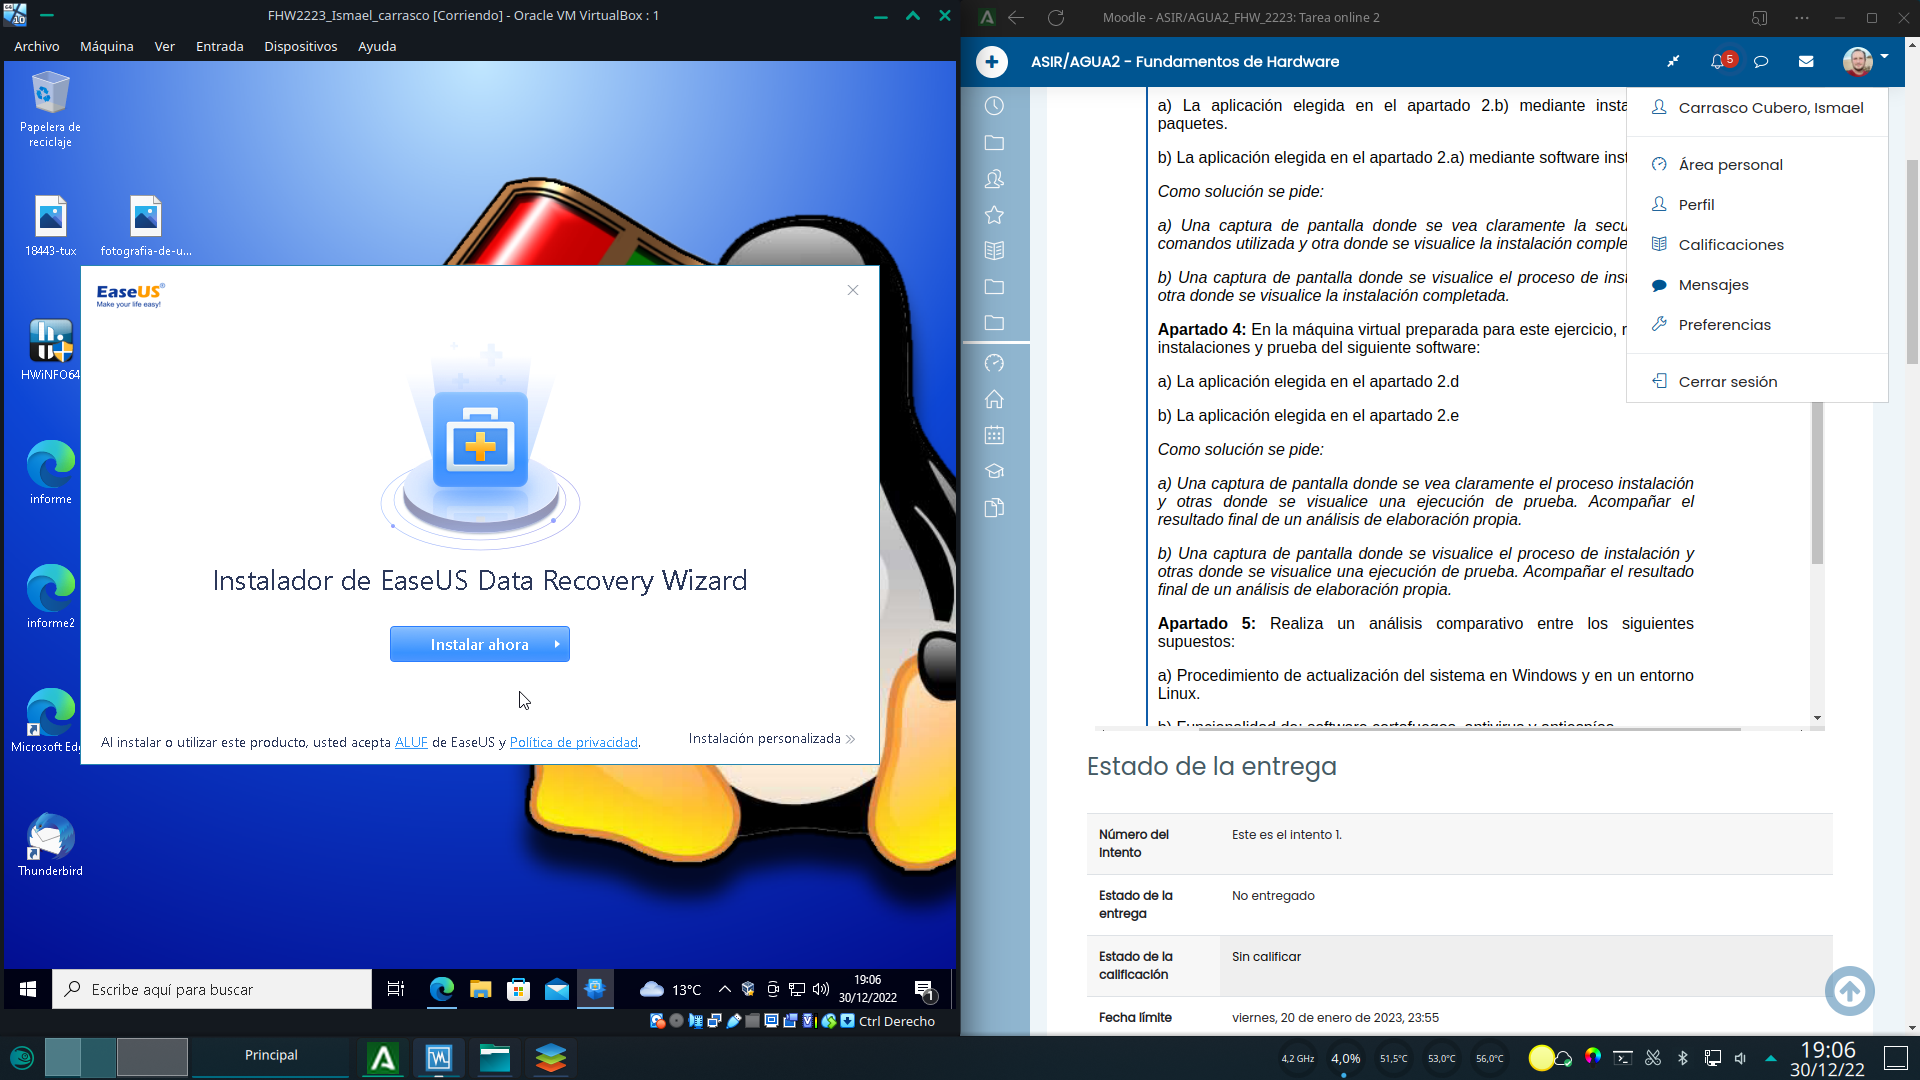 FHW2223_Ismael_carrasco [Corriendo] - Oracle VM VirtualBox : 1
Archivo Máquina Ver Entrada Dispositivos Ayuda
Papelera de
reciclaje
18443-tux
fotografia-de-u...
HWiNFO64
informe
informe2
Microsoft Ed
Thunderbird
EaseUS
Make your life easy!
Instalador de EaseUS Data Recovery Wizard
Instalar ahora
Al instalar o utilizar este producto, usted acepta ALUF de EaseUS y Política de privacidad.
Instalación personalizada
Escribe aquí para buscar
13°C
19:06
30/12/2022
1
Ctrl Derecho
Moodle - ASIR/AGUA2_FHW_2223: Tarea online 2
ASIR/AGUA2 - Fundamentos de Hardware
5
a) La aplicación elegida en el apartado 2.b) mediante insta
paquetes.
b) La aplicación elegida en el apartado 2.a) mediante software inst
Como solución se pide:
a) Una captura de pantalla donde se vea claramente la secu
comandos utilizada y otra donde se visualice la instalación comple
b) Una captura de pantalla donde se visualice el proceso de inst
otra donde se visualice la instalación completada.
Apartado 4: En la máquina virtual preparada para este ejercicio, r
instalaciones y prueba del siguiente software:
a) La aplicación elegida en el apartado 2.d
b) La aplicación elegida en el apartado 2.e
Como solución se pide:
a) Una captura de pantalla donde se vea claramente el proceso instalación
y otras donde se visualice una ejecución de prueba. Acompañar el
resultado final de un análisis de elaboración propia.
b) Una captura de pantalla donde se visualice el proceso de instalación y
otras donde se visualice una ejecución de prueba. Acompañar el resultado
final de un análisis de elaboración propia.
Apartado 5: Realiza un análisis comparativo entre los siguientes
supuestos:
a) Procedimiento de actualización del sistema en Windows y en un entorno
Linux.
b) Funcionalidad de: software cortafuegos, antivirus y antiespías
Carrasco Cubero, Ismael
Área personal
Perfil
Calificaciones
Mensajes
Preferencias
Cerrar sesión
Estado de la entrega
Número del
intento
Este es el intento 1.
Estado de la
entrega
No entregado
Estado de la
calificación
Sin calificar
Fecha límite
viernes, 20 de enero de 2023, 23:55
Principal
4,2 GHz
4,0%
51,5°C
53,0°C
56,0°C
19:06
30/12/22